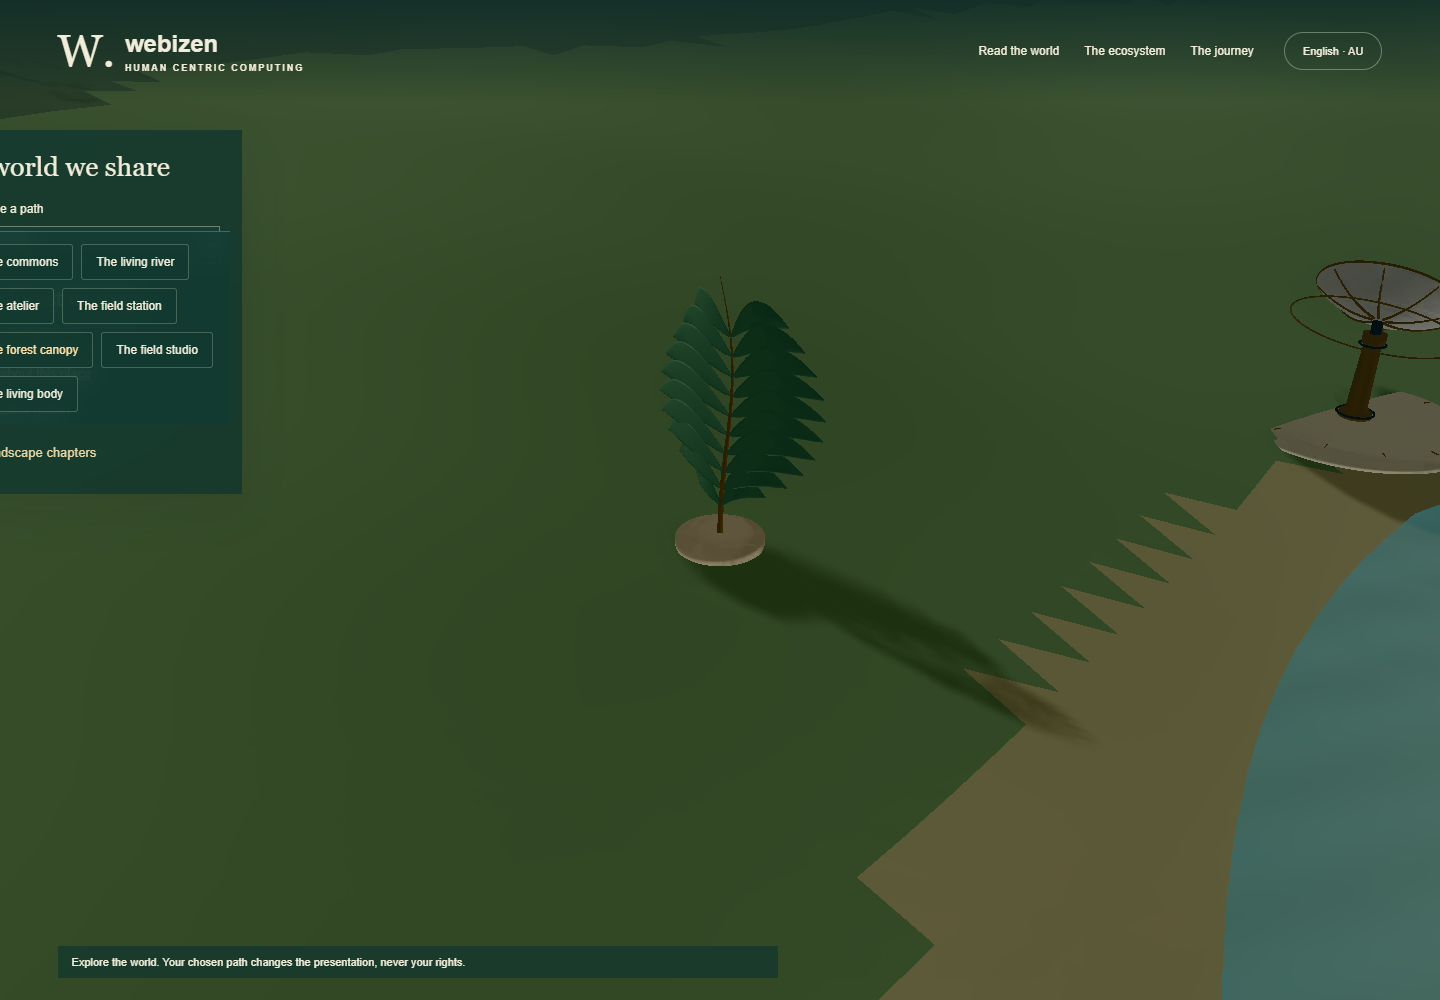 W. webizen
HUMAN CENTRIC COMPUTING
Read the world
The ecosystem
The journey
English · AU
world we share
a path
commons
The living river
atelier
The field station
forest canopy
The field studio
living body
chapters
Explore the world. Your chosen path changes the presentation, never your rights.